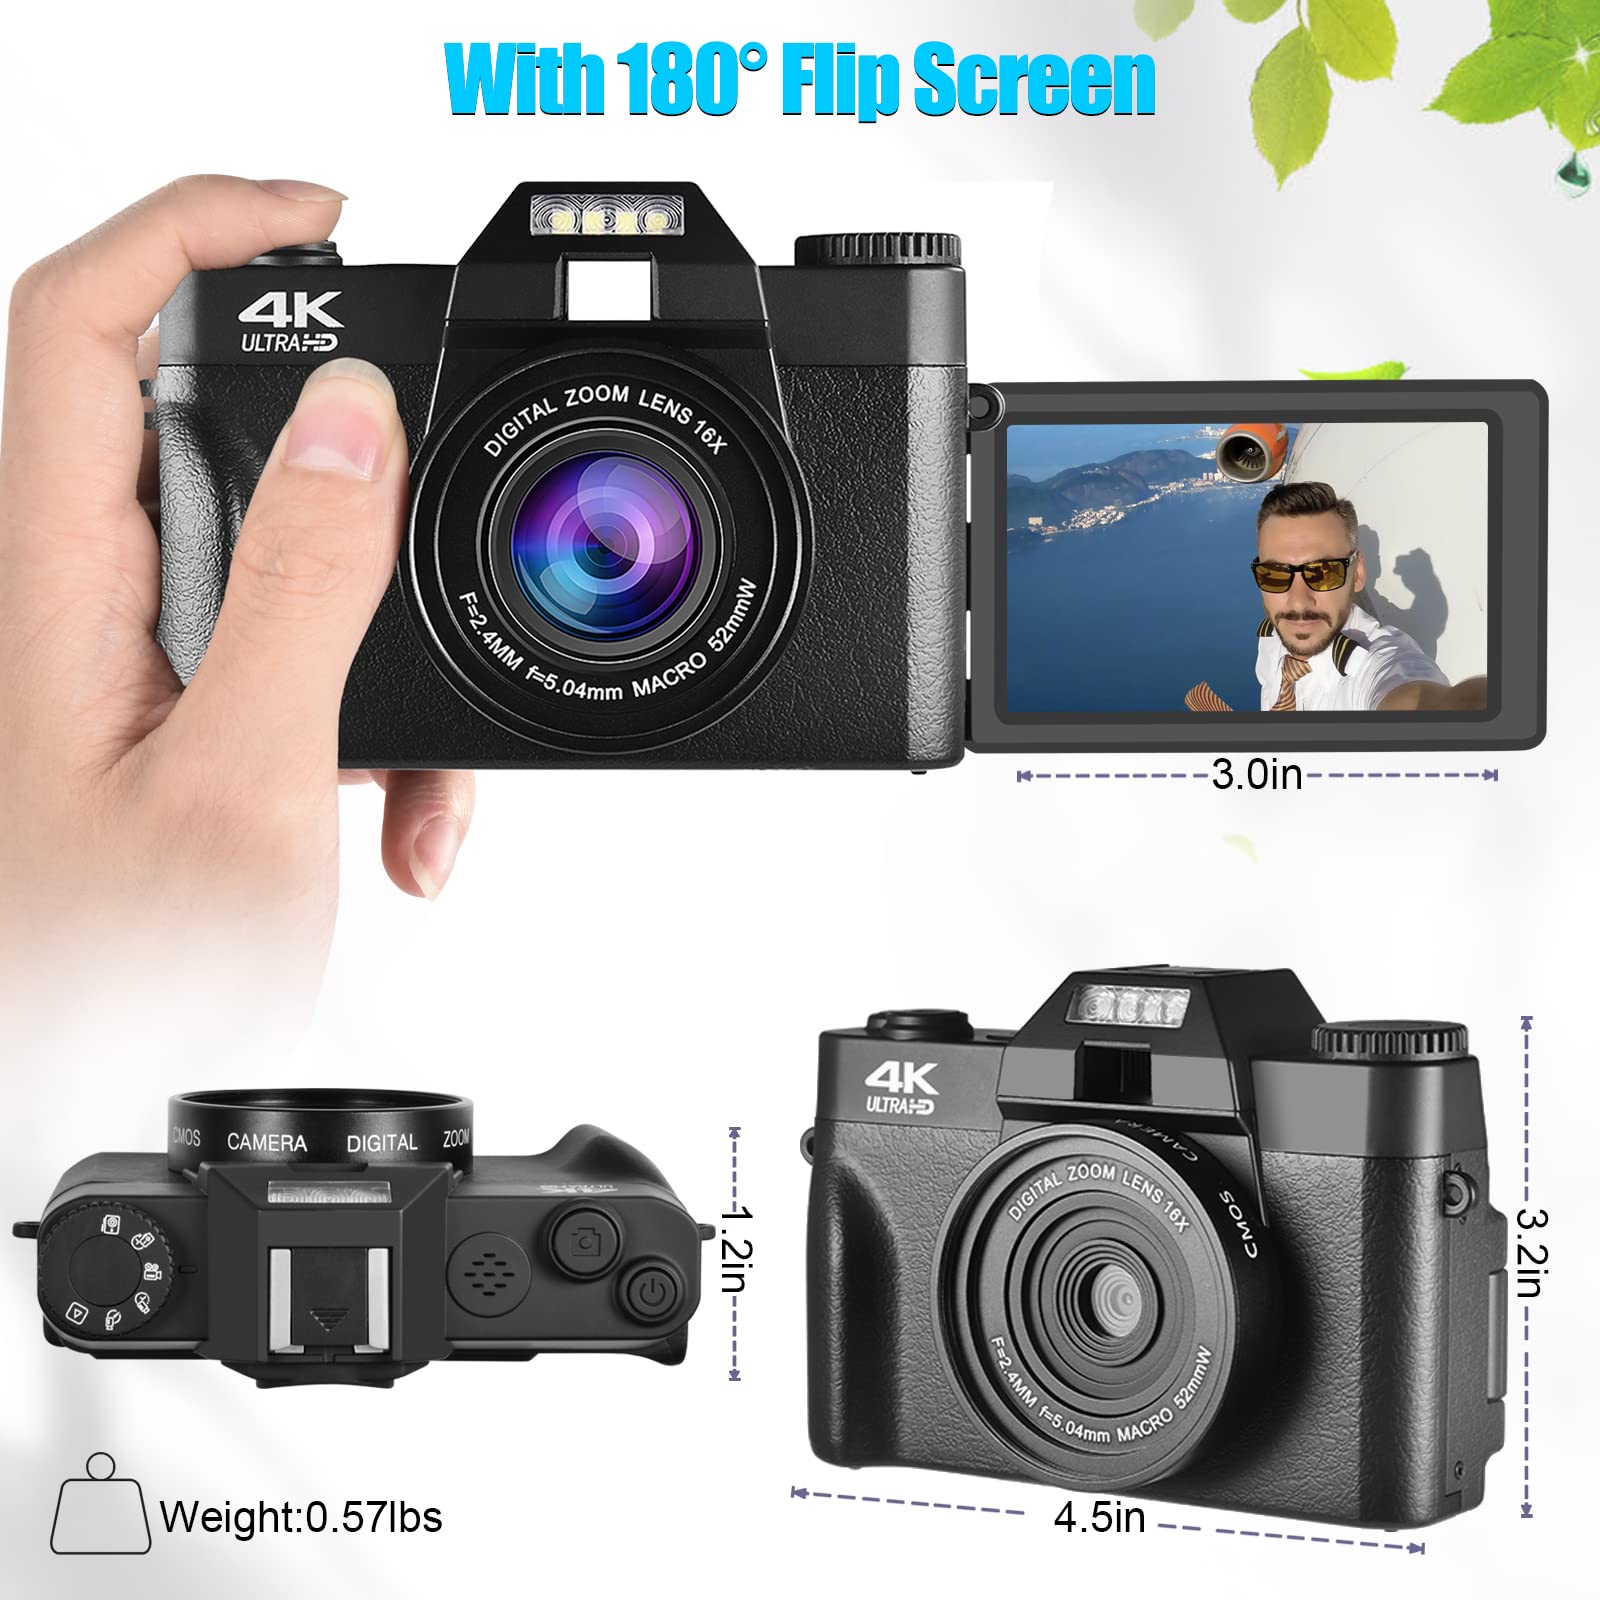 With 180° Flip Screen
4K
ULTRA HD
DIGITAL ZOOM LENS 16X
F=2.4MM f=5.04mm MACRO 52mmW
3.0in
CMOS CAMERA DIGITAL ZOOM
1.2in
Weight:0.57lbs
4K
ULTRA HD
CAMERA
CMOS
DIGITAL ZOOM LENS 16X
F=2.4MM f=5.04mm MACRO 52mmW
3.2in
4.5in